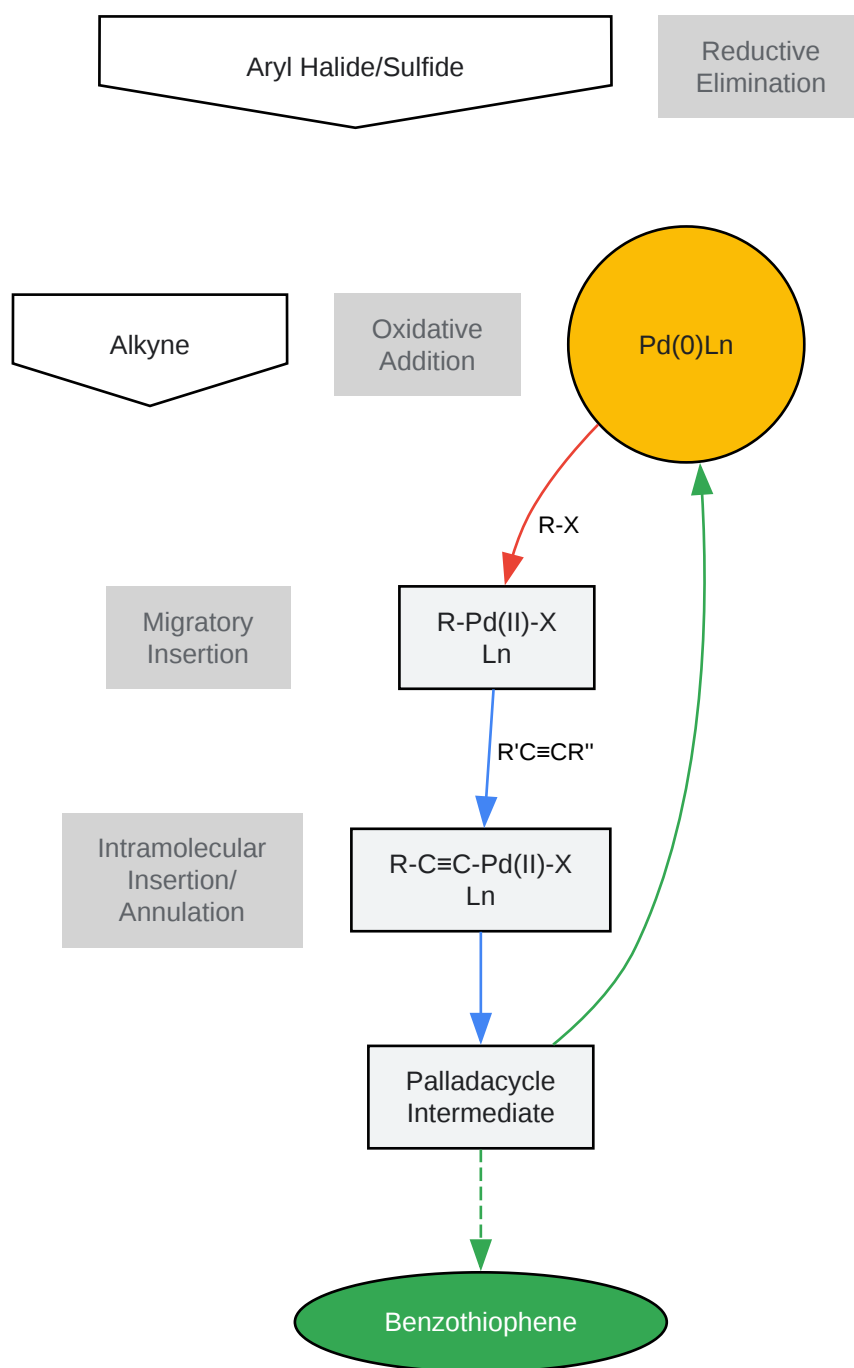 Aryl Halide/Sulfide
Reductive
Elimination
Alkyne
Oxidative
Addition
Pd(0)Ln
R-X
Migratory
Insertion
R-Pd(II)-X
Ln
R'C≡CR''
Intramolecular
Insertion/
Annulation
R-C≡C-Pd(II)-X
Ln
Palladacycle
Intermediate
Benzothiophene